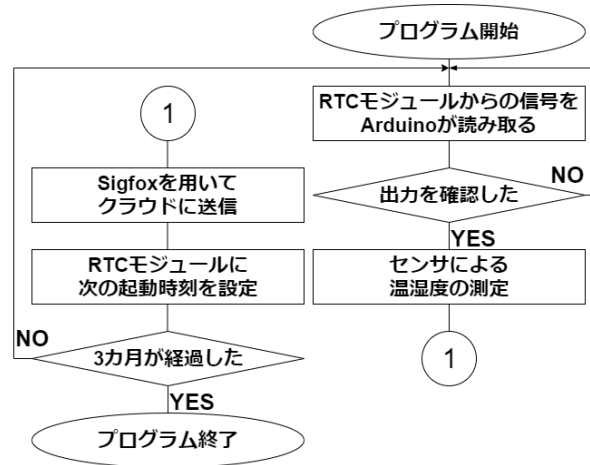 プログラム開始
RTCモジュールからの信号を
Arduinoが読み取る
出力を確認した
NO
YES
センサによる
温湿度の測定
1
1
Sigfoxを用いて
クラウドに送信
RTCモジュールに
次の起動時刻を設定
3カ月が経過した
NO
YES
プログラム終了